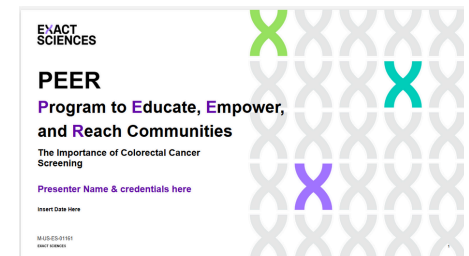 EXACT
SCIENCES
PEER
Program to Educate, Empower,
and Reach Communities
The Importance of Colorectal Cancer
Screening
Presenter Name & credentials here
Insert Date Here
M-US-ES-01161
EXACT SCIENCES
1